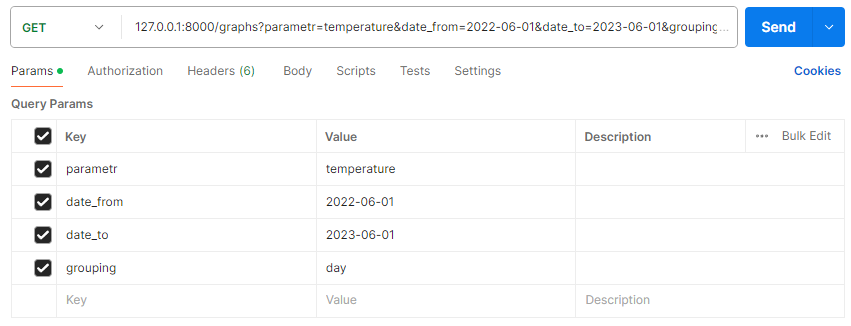 GET 127.0.0.1:8000/graphs?parametr=temperature&date_from=2022-06-01&date_to=2023-06-01&grouping... Send
Params Authorization Headers (6) Body Scripts Tests Settings Cookies
Query Params
Key Value Description ••• Bulk Edit
parametr temperature
date_from 2022-06-01
date_to 2023-06-01
grouping day
Key Value Description